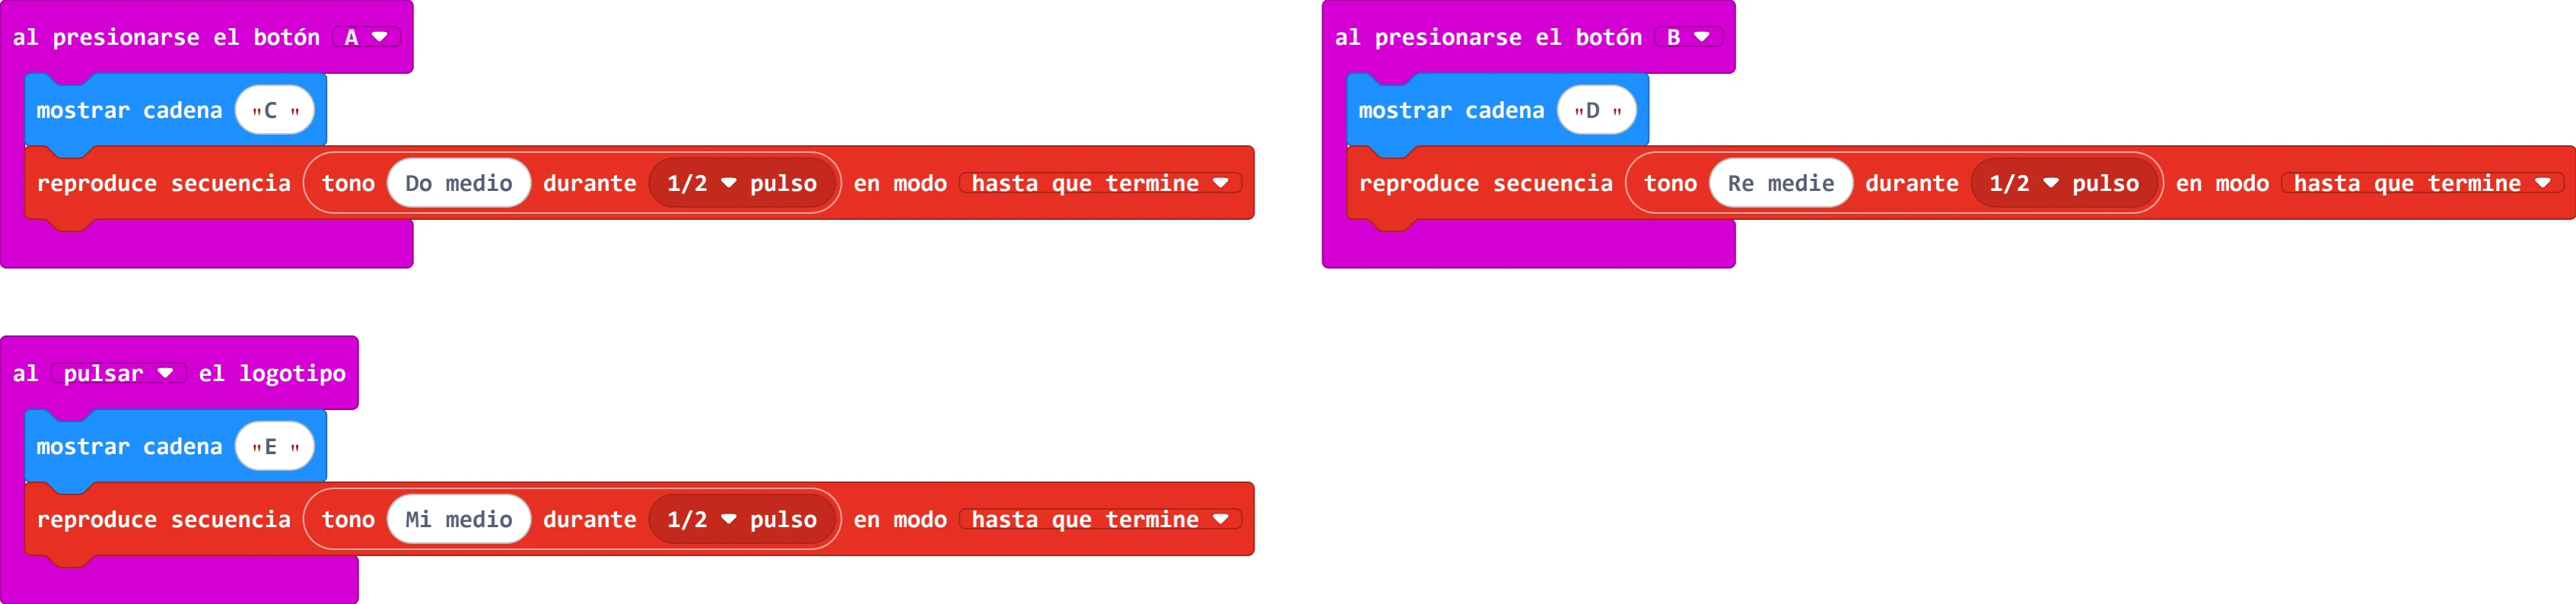 al presionarse el botón A
mostrar cadena "C "
reproduce secuencia tono Do medio durante 1/2 pulso en modo hasta que termine
al presionarse el botón B
mostrar cadena "D "
reproduce secuencia tono Re medie durante 1/2 pulso en modo hasta que termine
al pulsar el logotipo
mostrar cadena "E "
reproduce secuencia tono Mi medio durante 1/2 pulso en modo hasta que termine